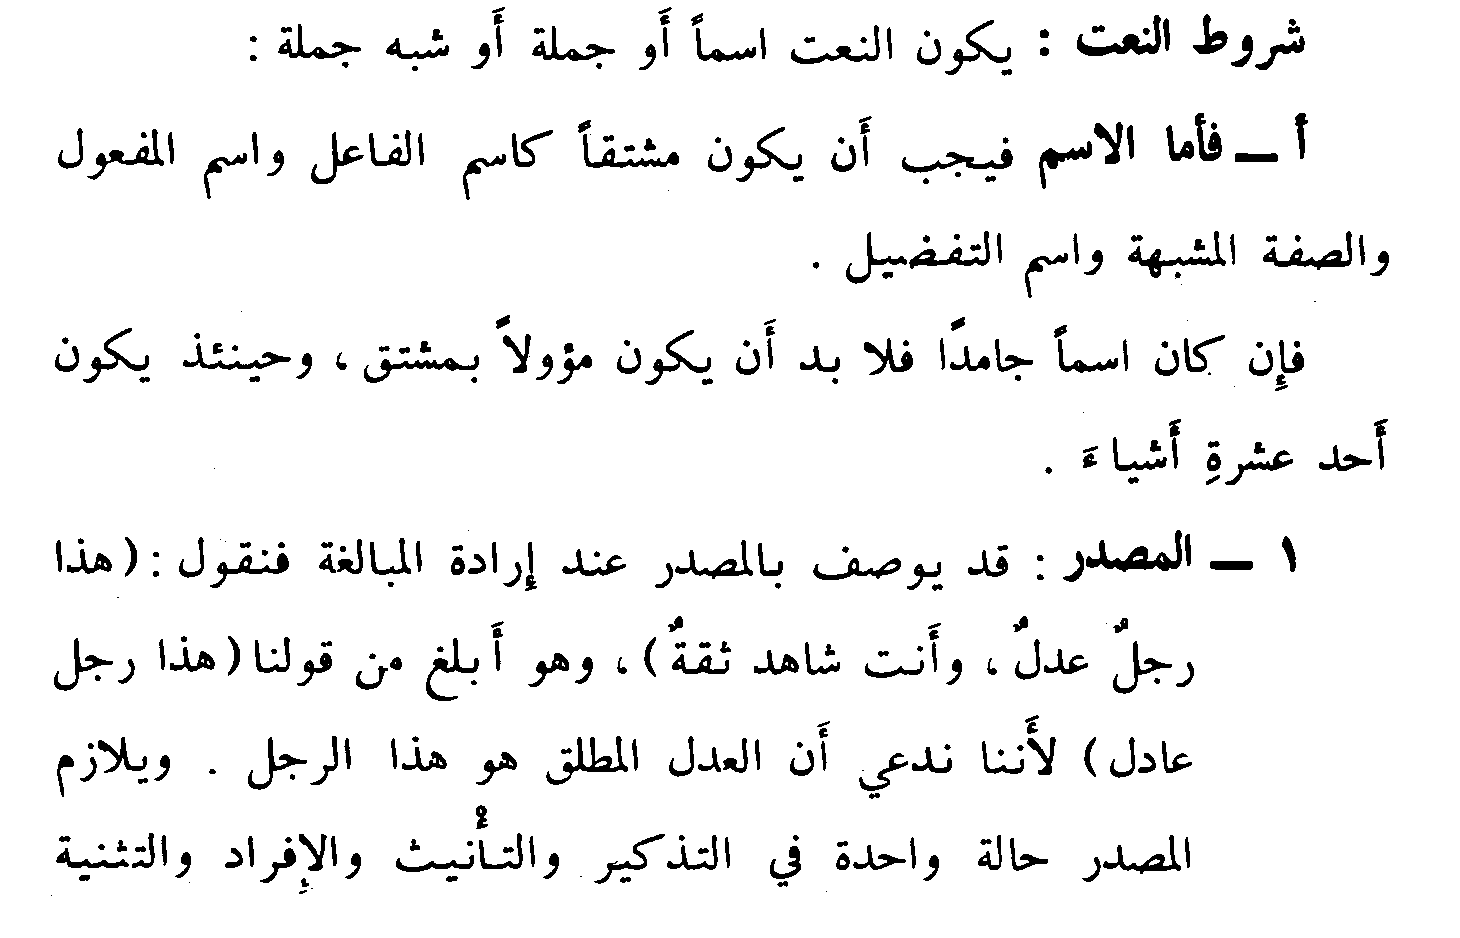 شروط النعت : يكون النعت اسماً أَو جملة أَو شبه جملة :
أ ــ فأما الاسم فيجب أَن يكون مشتقاً كاسم الفاعل واسم المفعول
والصفة المشبهة واسم التفضيل .
فإِن كان اسماً جامدًا فلا بد أَن يكون مؤولاً بمشتق ، وحينئذ يكون
أَحد عشرةِ أَشياءَ .
١ ــ المصدر : قد يوصف بالمصدر عند إِرادة المبالغة فنقول : (هذا
رجلٌ عدلٌ ، وأَنت شاهد ثقةٌ) ، وهو أَبلغ من قولنا (هذا رجل
عادل) لأَننا ندعي أَن العدل المطلق هو هذا الرجل . ويلازم
المصدر حالة واحدة في التذكير والتأْنيث والإِفراد والتثنية